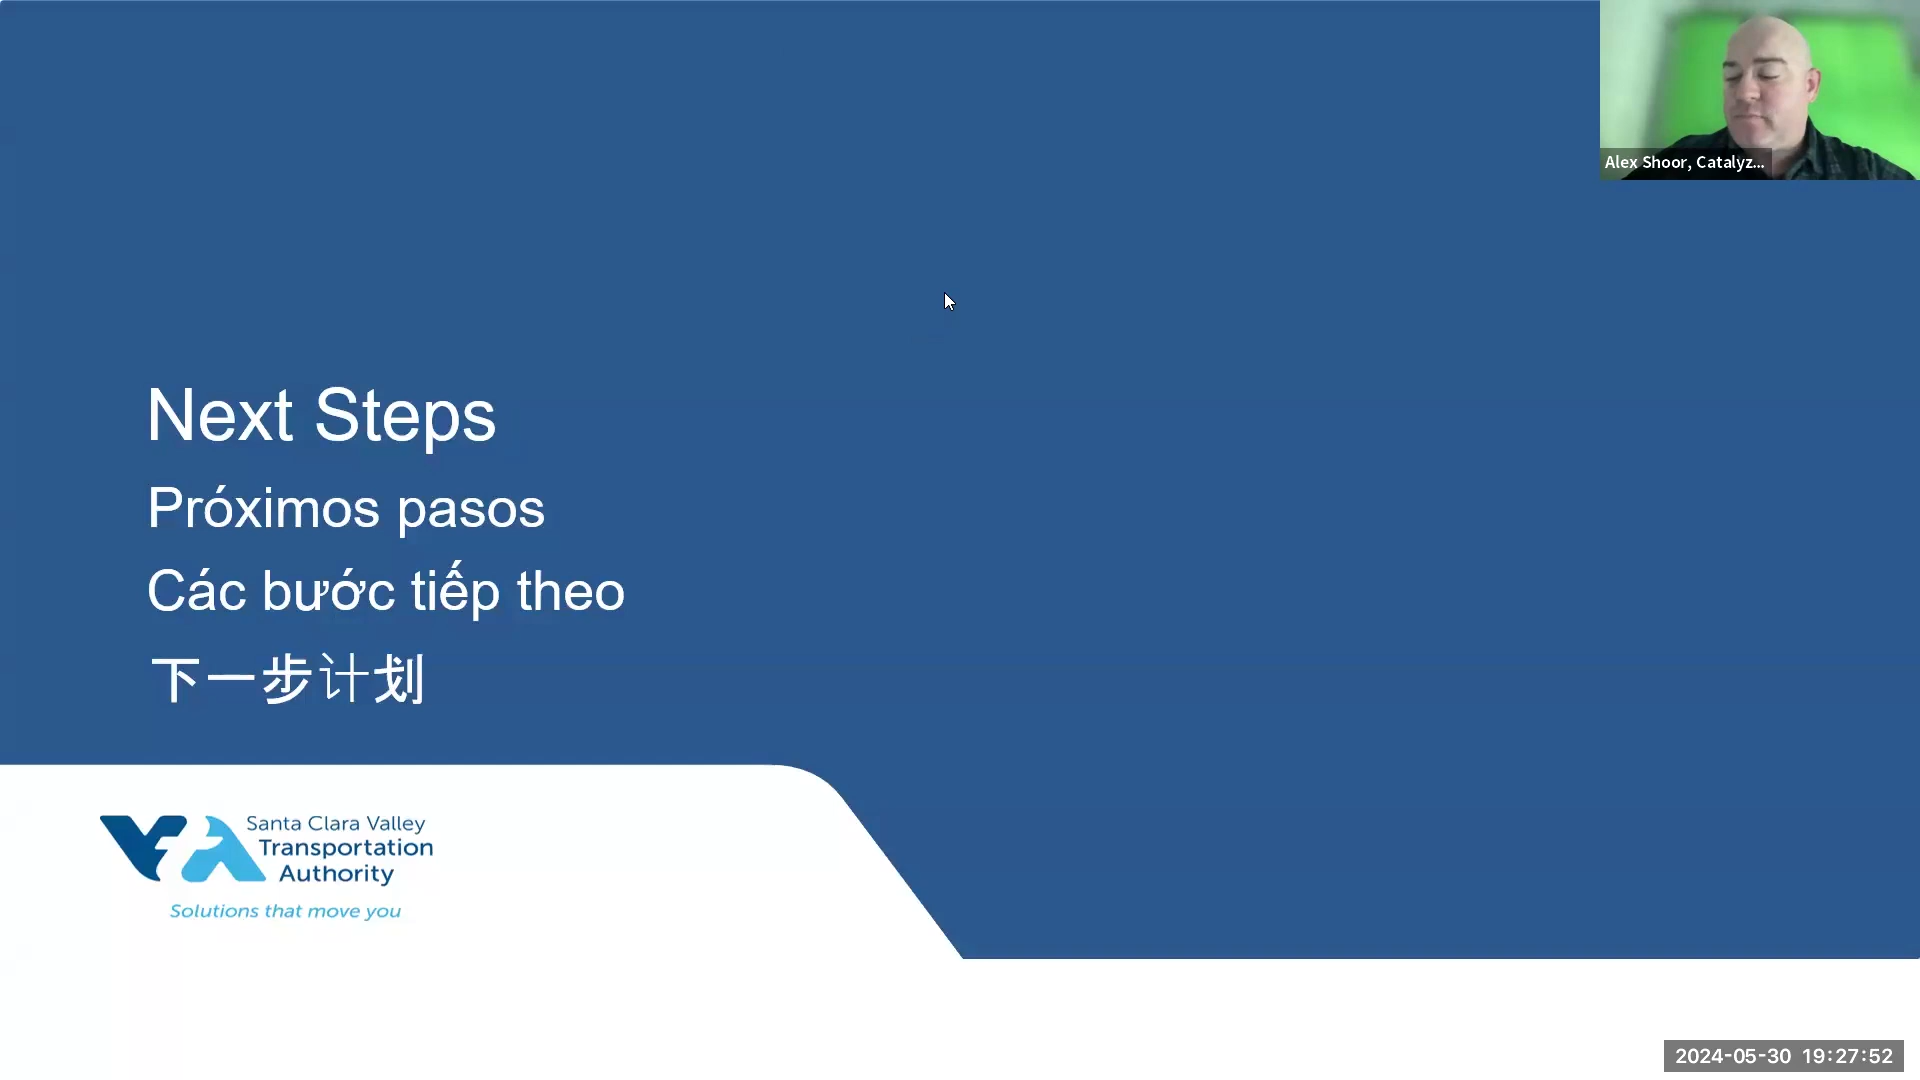 Alex Shoor, Catalyz...
Next Steps
Próximos pasos
Các bước tiếp theo
下一步计划
VTA
Santa Clara Valley
Transportation
Authority
Solutions that move you
2024-05-30 19:27:52